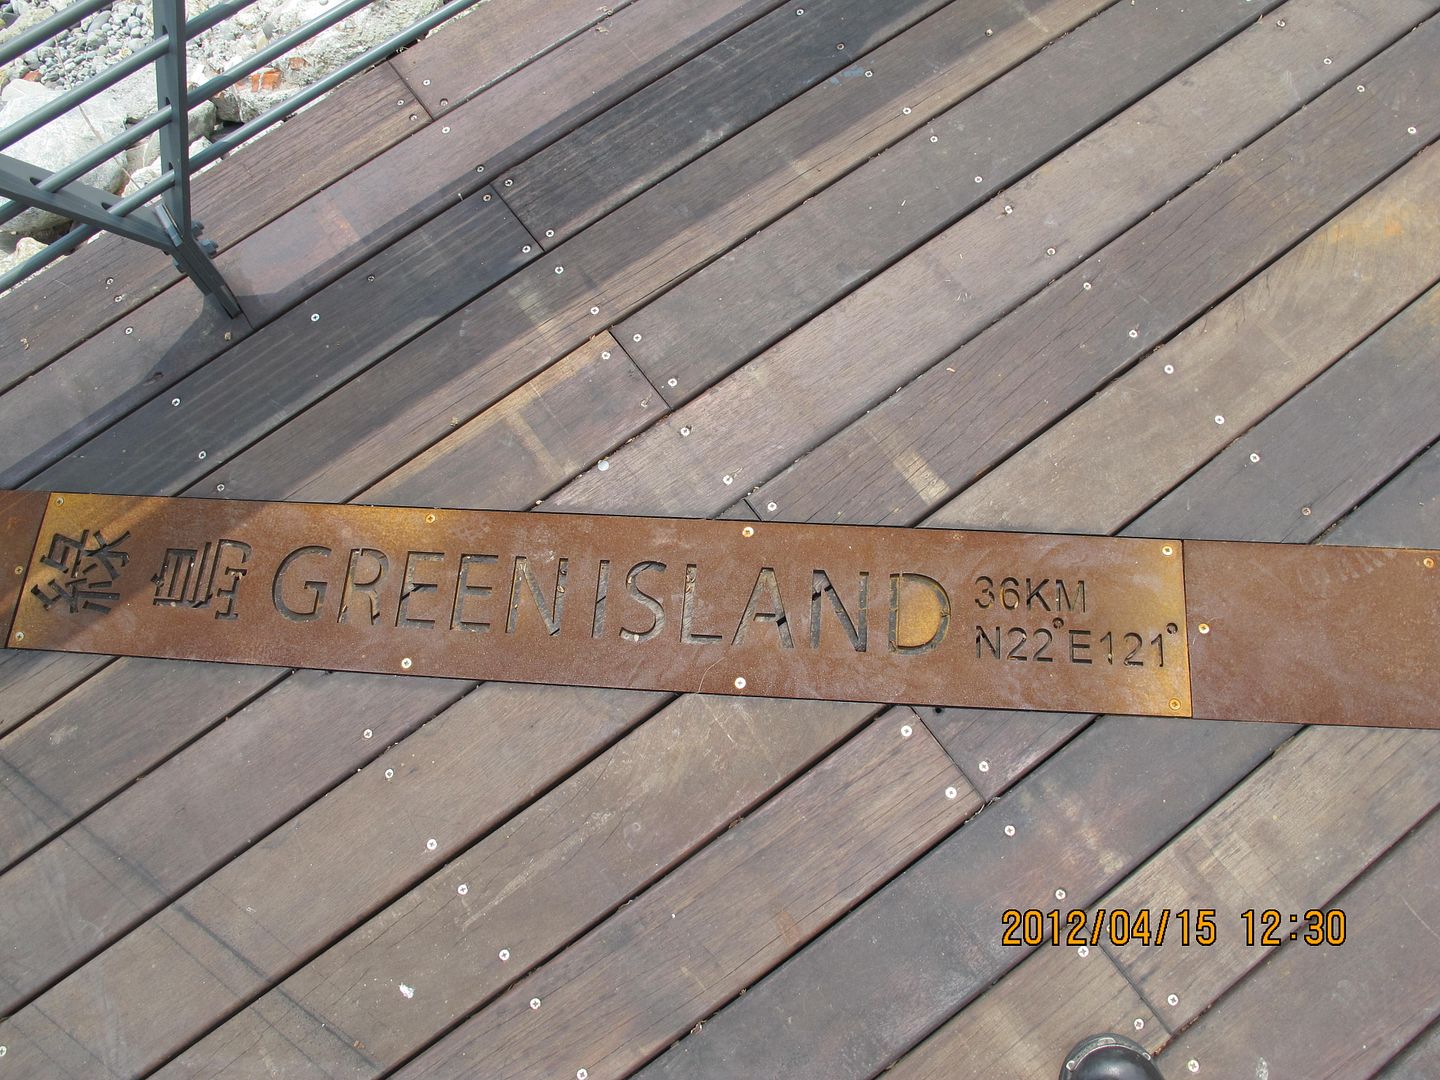 綠島 GREEN ISLAND
36KM
N22° E121°
2012/04/15 12:30